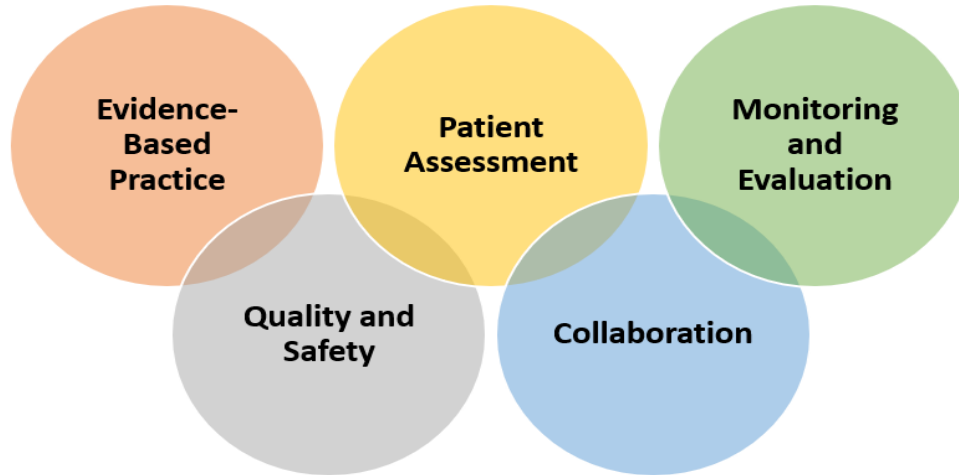 Evidence-
Based
Practice
Patient
Assessment
Monitoring
and
Evaluation
Quality and
Safety
Collaboration